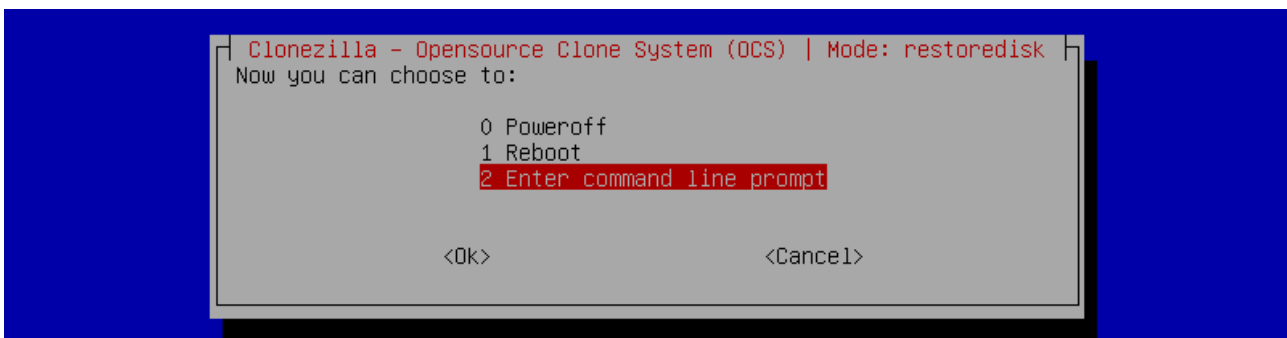 Clonezilla - Opensource Clone System (OCS) | Mode: restoredisk
Now you can choose to:
0 Poweroff
1 Reboot
2 Enter command line prompt
<Ok> <Cancel>